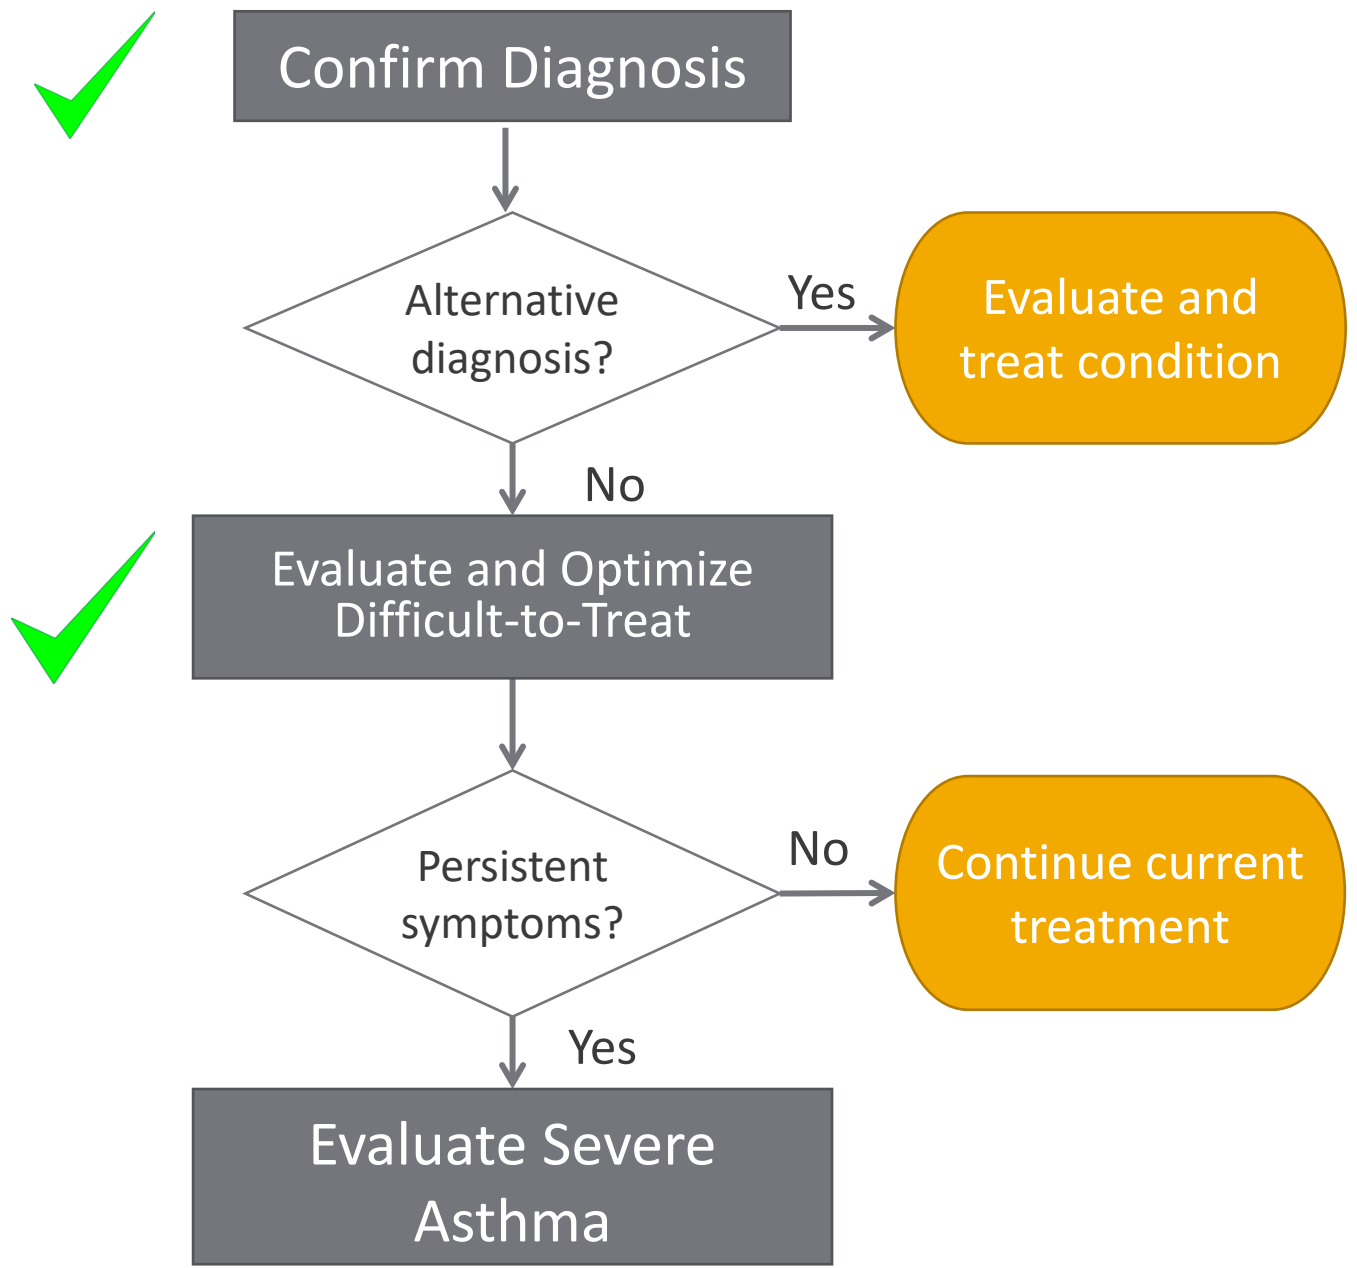 Confirm Diagnosis
Alternative
diagnosis?
Yes
Evaluate and
treat condition
No
Evaluate and Optimize
Difficult-to-Treat
Persistent
symptoms?
No
Continue current
treatment
Yes
Evaluate Severe
Asthma